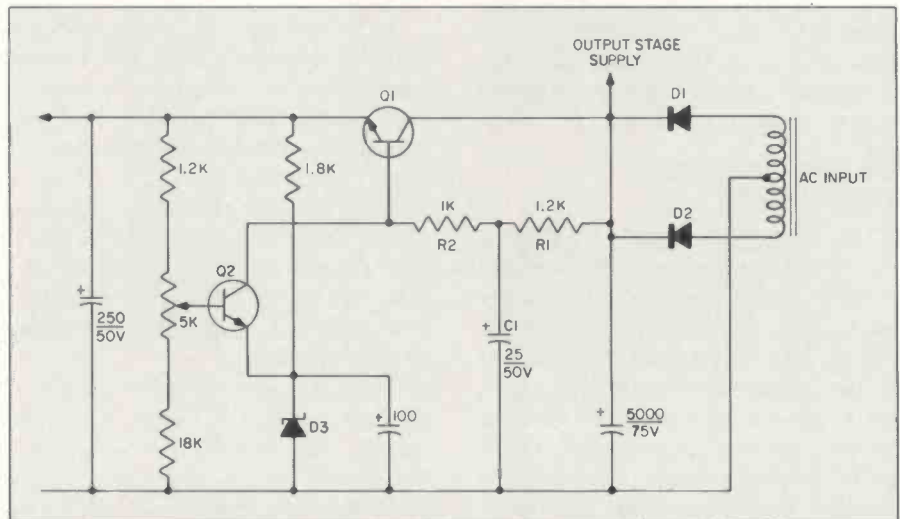 OUTPUT STAGE
SUPPLY
Q1
D1
1.2K
1.8K
AC INPUT
1K
1.2K
R2
R1
D2
Q2
5K
+
250
50V
+
C1
25
50V
18K
D3
+
100
+
5000
75V